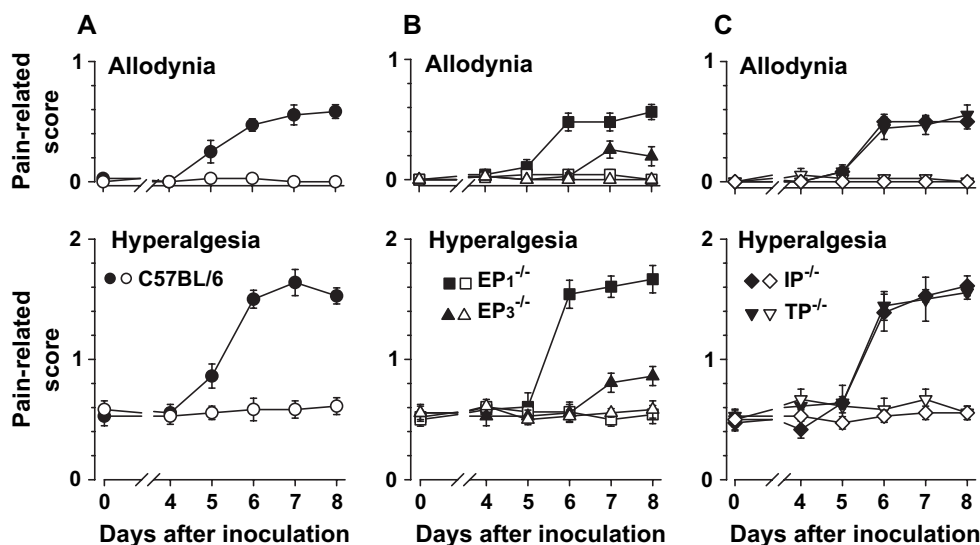 A
B
C
Allodynia
Allodynia
Allodynia
Pain-related score
1
0
1
0
1
0
Hyperalgesia
Hyperalgesia
Hyperalgesia
C57BL/6
EP1-/-
EP3-/-
IP-/-
TP-/-
Pain-related score
2
1
0
2
1
0
2
1
0
0 4 5 6 7 8
0 4 5 6 7 8
0 4 5 6 7 8
Days after inoculation
Days after inoculation
Days after inoculation